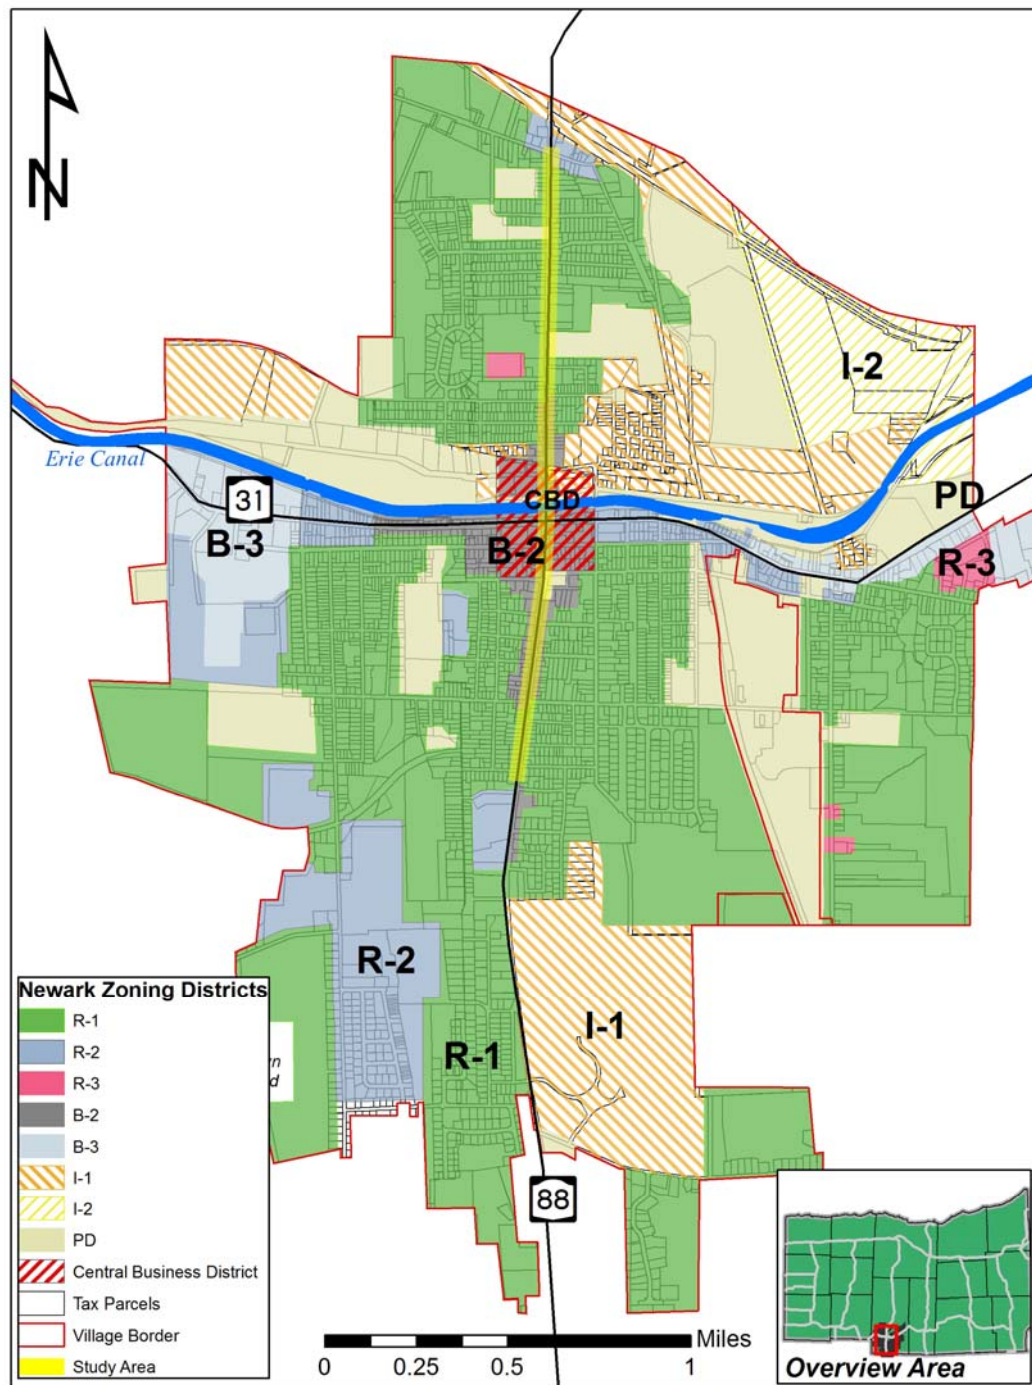 N
I-2
Erie Canal
31
CBD
PD
B-3
B-2
R-3
R-2
I-1
R-1
Newark Zoning Districts
R-1
R-2
R-3
B-2
B-3
I-1
I-2
PD
Central Business District
Tax Parcels
Village Border
Study Area
88
Miles
0 0.25 0.5 1
Overview Area